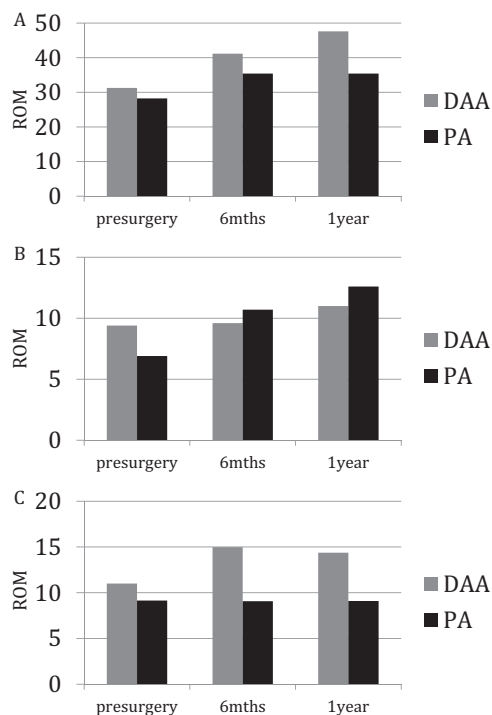 A
50
40
30
20
10
0
ROM
presurgery 6mths 1year
DAA
PA
B
15
10
5
0
ROM
presurgery 6mths 1year
DAA
PA
C
20
15
10
5
0
ROM
presurgery 6mths 1year
DAA
PA